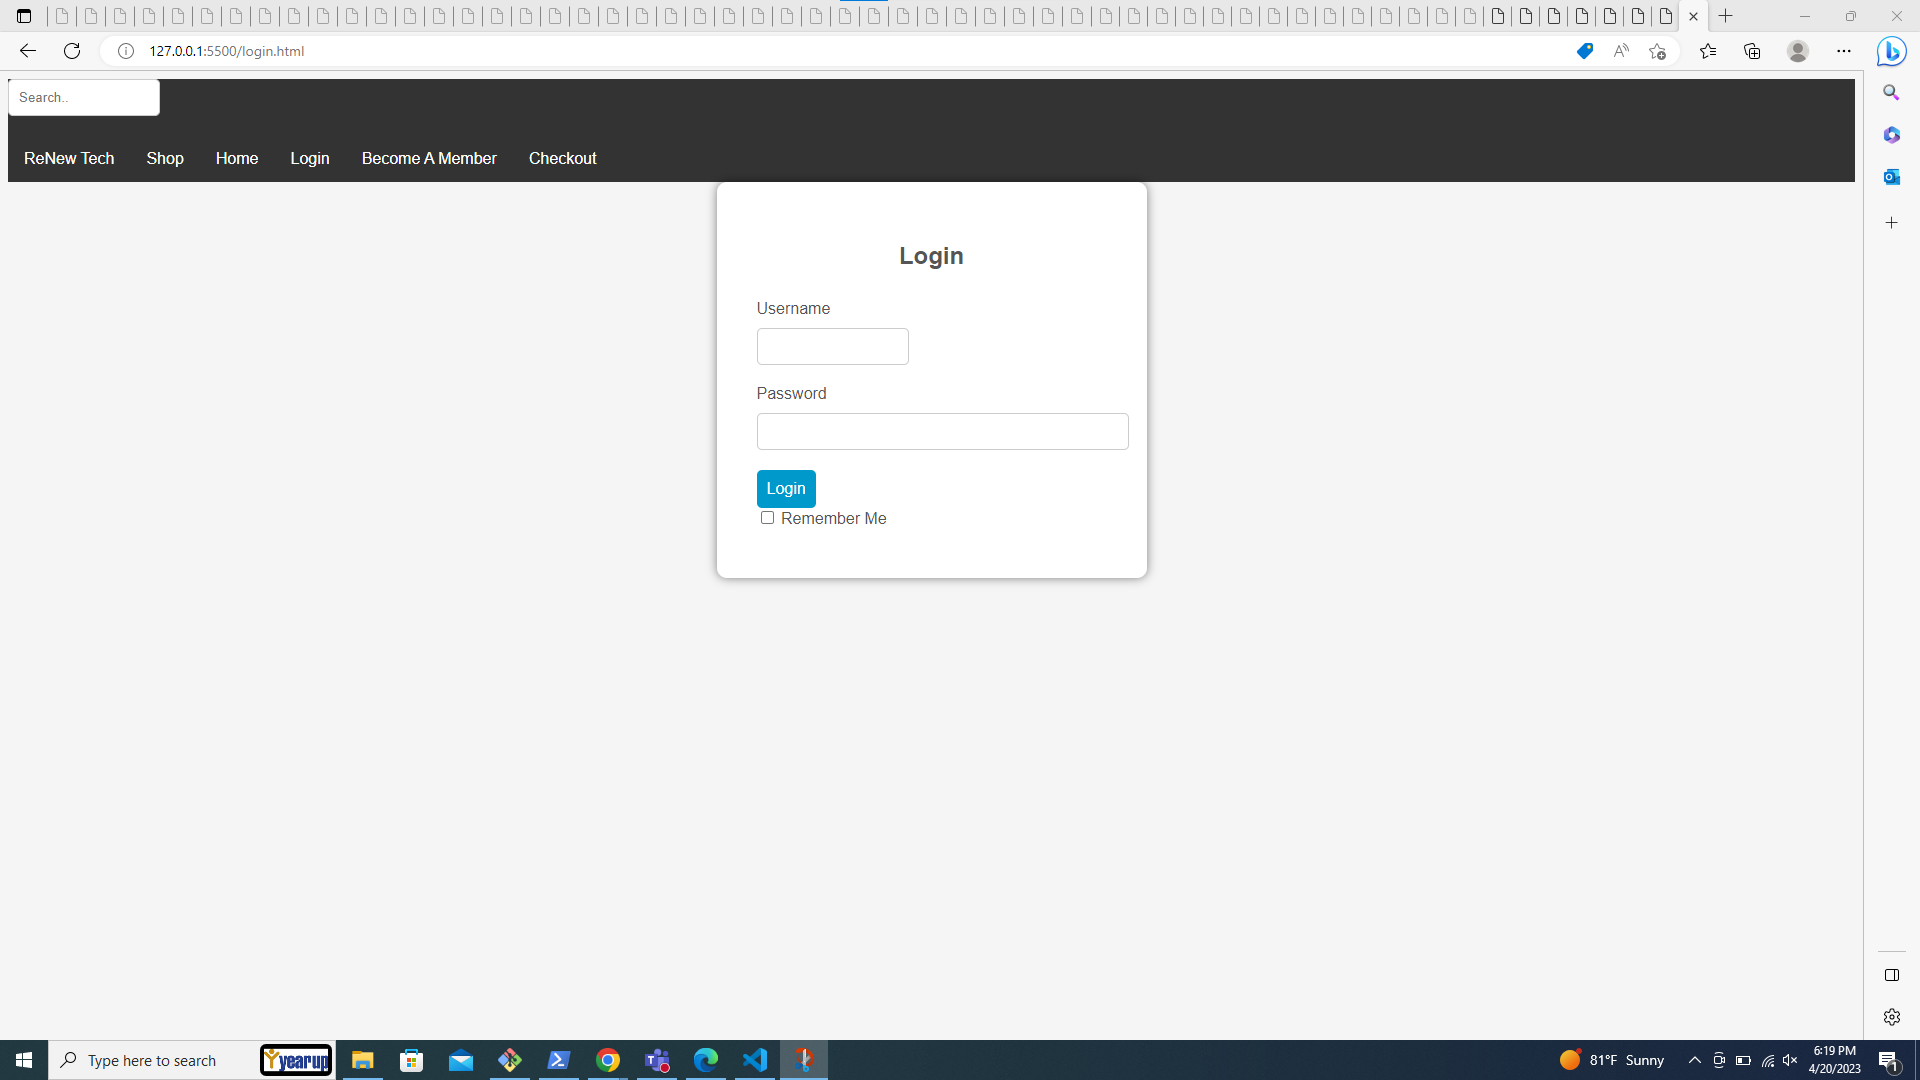 127.0.0.1:5500/login.html
Search..
ReNew Tech Shop Home Login Become A Member Checkout
Login
Username
Password
Login
Remember Me
Type here to search
yearup
81°F Sunny
6:19 PM
4/20/2023
1